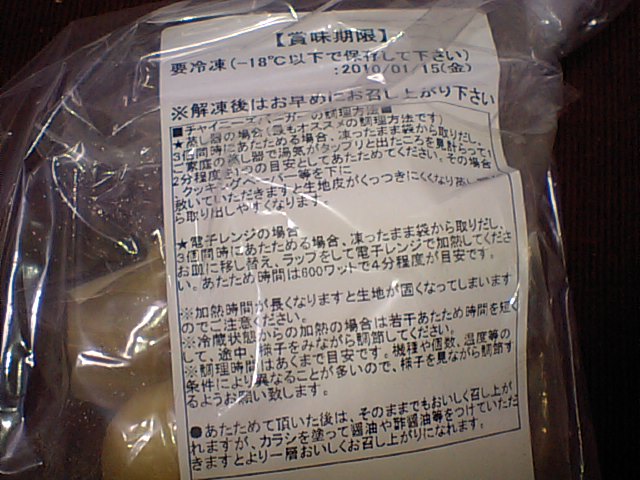 【賞味期限】
要冷凍(-18℃以下で保存して下さい)
:2010/01/15(金)
※解凍後はお早めにお召し上がり下さい
■チャイニーズバーガーの調理方法■
★蒸し器の場合(最もオススメの調理方法です)
3個同時にあたためる場合、凍ったまま袋から取りだし、
ご家庭の蒸し器で湯気がタップリと出たころを見計らって1
2分程度を1つの目安としてあたためてください。その場合
クッキングペーパー等を下に
敷いていただきますと生地皮がくっつきにくくなり
ら取り出しやすくなります。
★電子レンジの場合
3個同時にあたためる場合、凍ったまま袋から取りだし、
お皿に移し替え、ラップをして電子レンジで加熱してくださ
い。あたため時間は600ワットで4分程度が目安です。
※加熱時間が長くなりますと生地が固くなってしまいます
のでご注意ください。
※冷蔵状態からの加熱の場合は若干あたため時間を短く
して、途中、様子をみながら調節してください。
※調理時間はあくまで目安です。機種や個数、温度等の
条件により異なることが多いので、様子を見ながら調節す
るようお願い致します。
●あたためて頂いた後は、そのままでもおいしく召し上が
れますが、カラシを塗って醤油や酢醤油等をつけていただ
きますとより一層おいしくお召し上がりになれます。